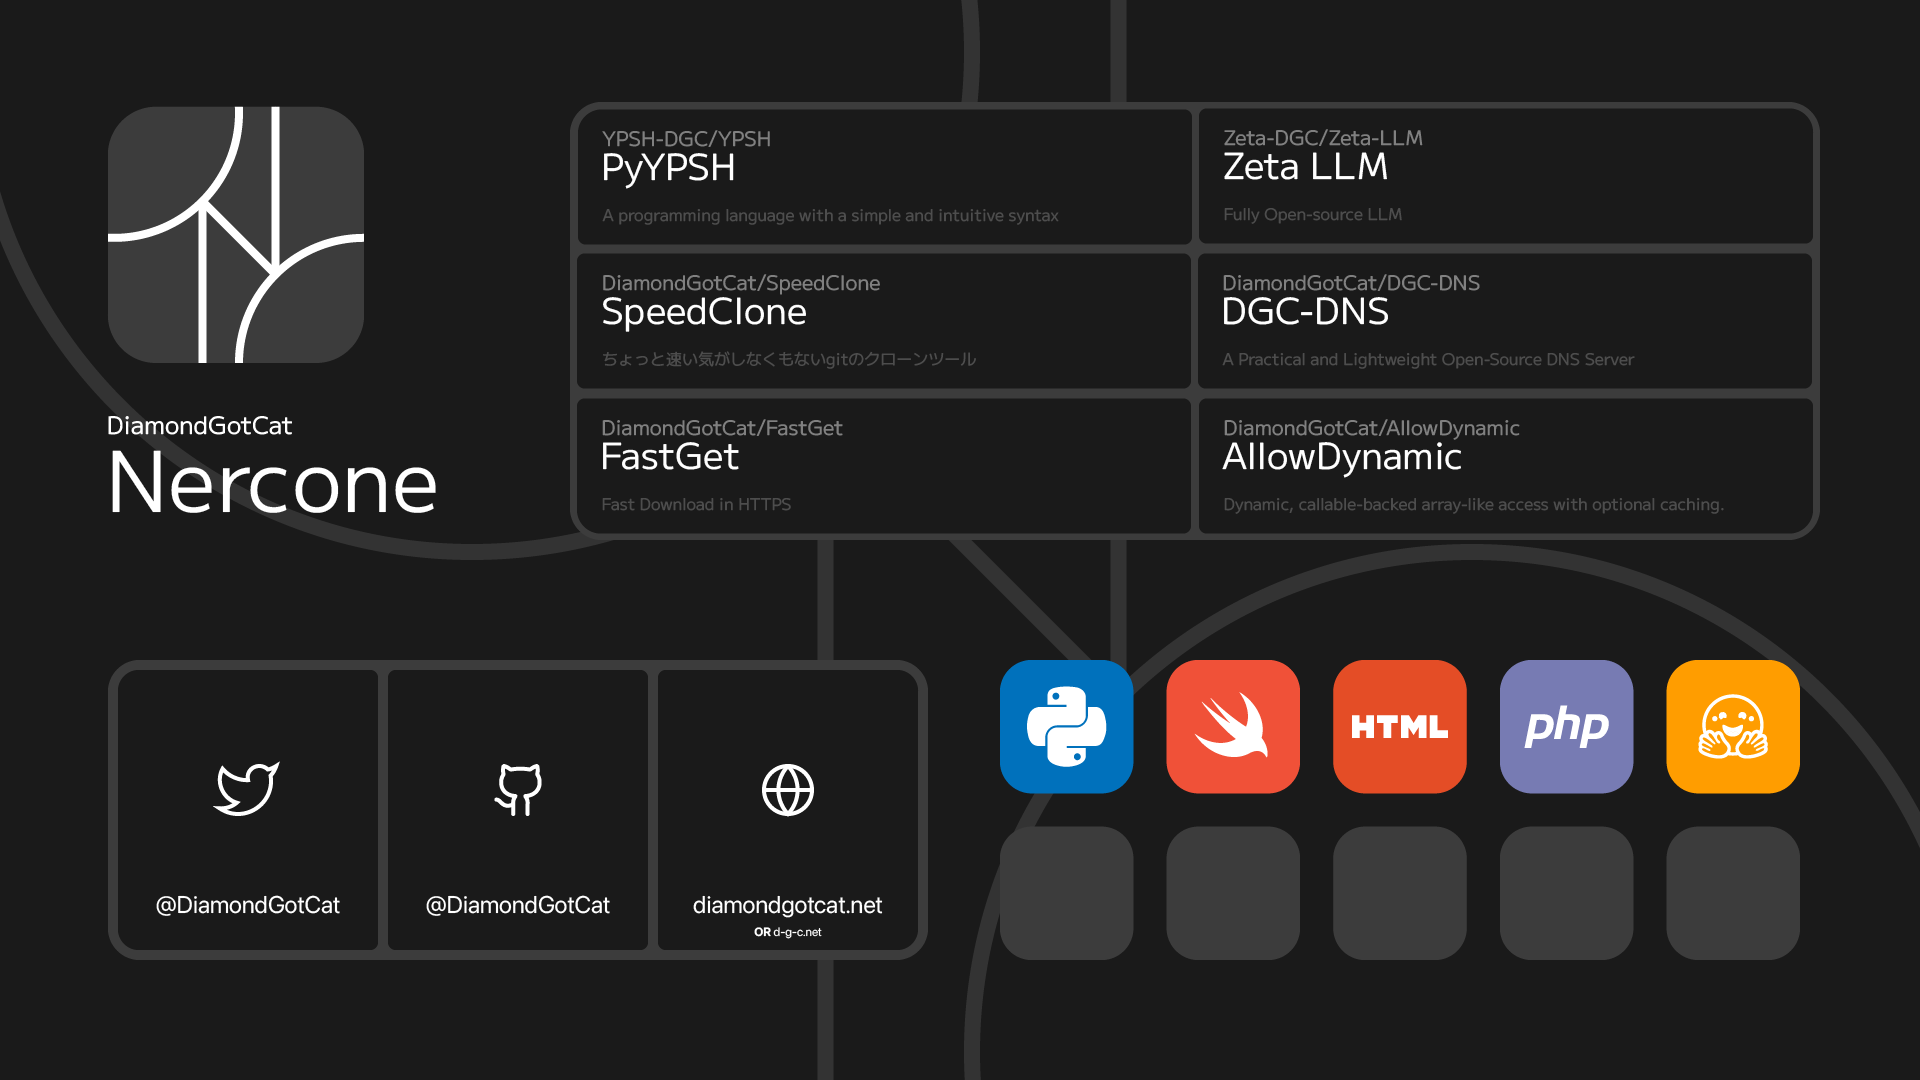 DiamondGotCat
Nercone
YPSH-DGC/YPSH
PyYPSH
A programming language with a simple and intuitive syntax
Zeta-DGC/Zeta-LLM
Zeta LLM
Fully Open-source LLM
DiamondGotCat/SpeedClone
SpeedClone
ちょっと速い気がしなくもないgitのクローンツール
DiamondGotCat/DGC-DNS
DGC-DNS
A Practical and Lightweight Open-Source DNS Server
DiamondGotCat/FastGet
FastGet
Fast Download in HTTPS
DiamondGotCat/AllowDynamic
AllowDynamic
Dynamic, callable-backed array-like access with optional caching.
@DiamondGotCat
@DiamondGotCat
diamondgotcat.net
OR d-g-c.net
HTML
php